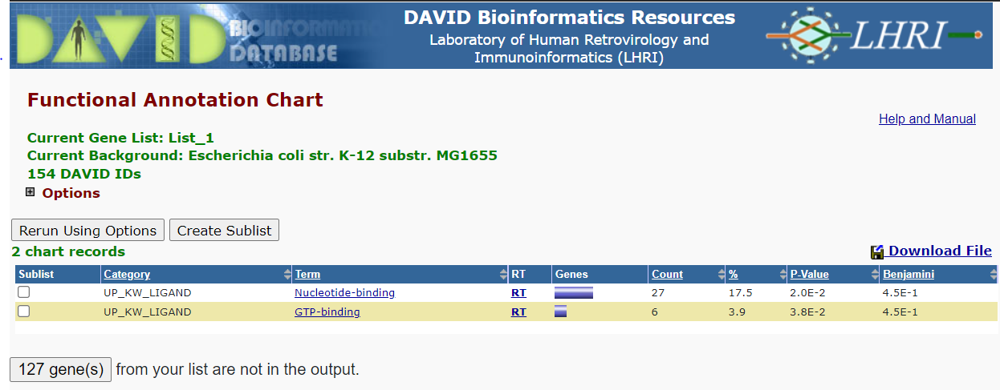 DAVID BIOINFORMATICS DATABASE
DAVID Bioinformatics Resources
Laboratory of Human Retrovirology and
Immunoinformatics (LHRI)
LHRI
Functional Annotation Chart
Help and Manual
Current Gene List: List_1
Current Background: Escherichia coli str. K-12 substr. MG1655
154 DAVID IDs
Options
Rerun Using Options Create Sublist
2 chart records Download File
Sublist Category Term RT Genes Count % P-Value Benjamini
UP_KW_LIGAND Nucleotide-binding RT 27 17.5 2.0E-2 4.5E-1
UP_KW_LIGAND GTP-binding RT 6 3.9 3.8E-2 4.5E-1
127 gene(s) from your list are not in the output.